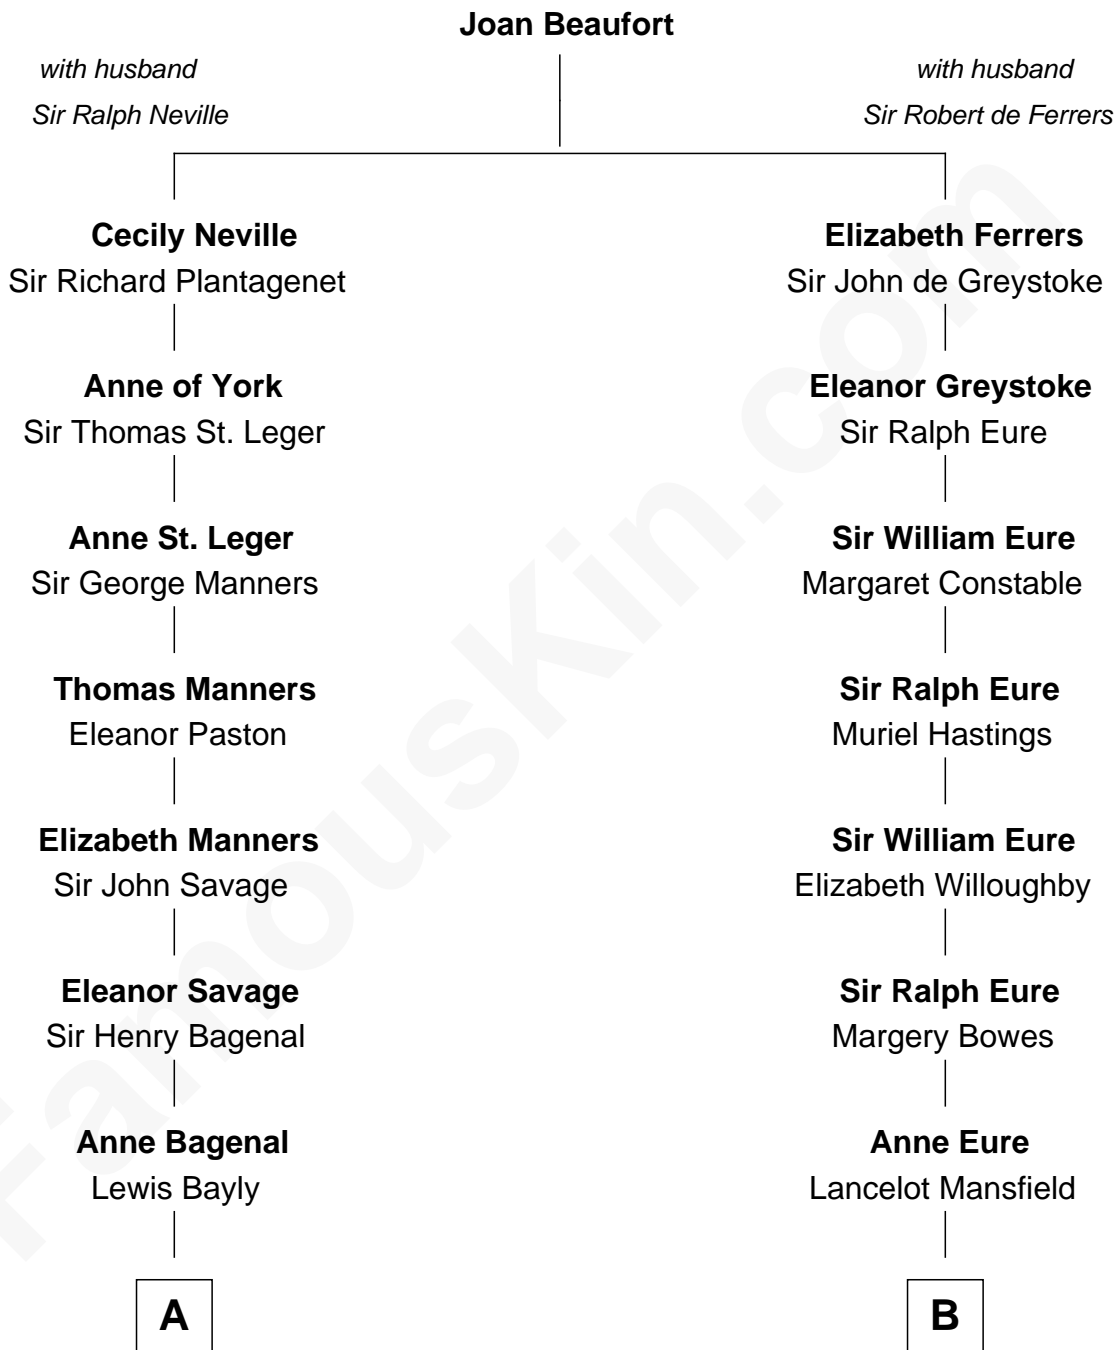 Joan Beaufort
with husband
Sir Ralph Neville
with husband
Sir Robert de Ferrers
Cecily Neville
Sir Richard Plantagenet
Anne of York
Sir Thomas St. Leger
Anne St. Leger
Sir George Manners
Thomas Manners
Eleanor Paston
Elizabeth Manners
Sir John Savage
Eleanor Savage
Sir Henry Bagenal
Anne Bagenal
Lewis Bayly
A
Elizabeth Ferrers
Sir John de Greystoke
Eleanor Greystoke
Sir Ralph Eure
Sir William Eure
Margaret Constable
Sir Ralph Eure
Muriel Hastings
Sir William Eure
Elizabeth Willoughby
Sir Ralph Eure
Margery Bowes
Anne Eure
Lancelot Mansfield
B
FamousKin.com